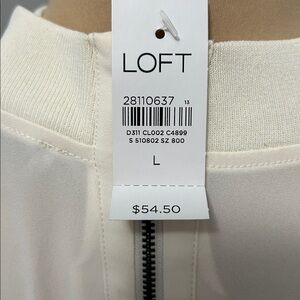 LOFT
28110637 13
D311 CL002 C4899
S 510802 SZ 800
L
$54.50